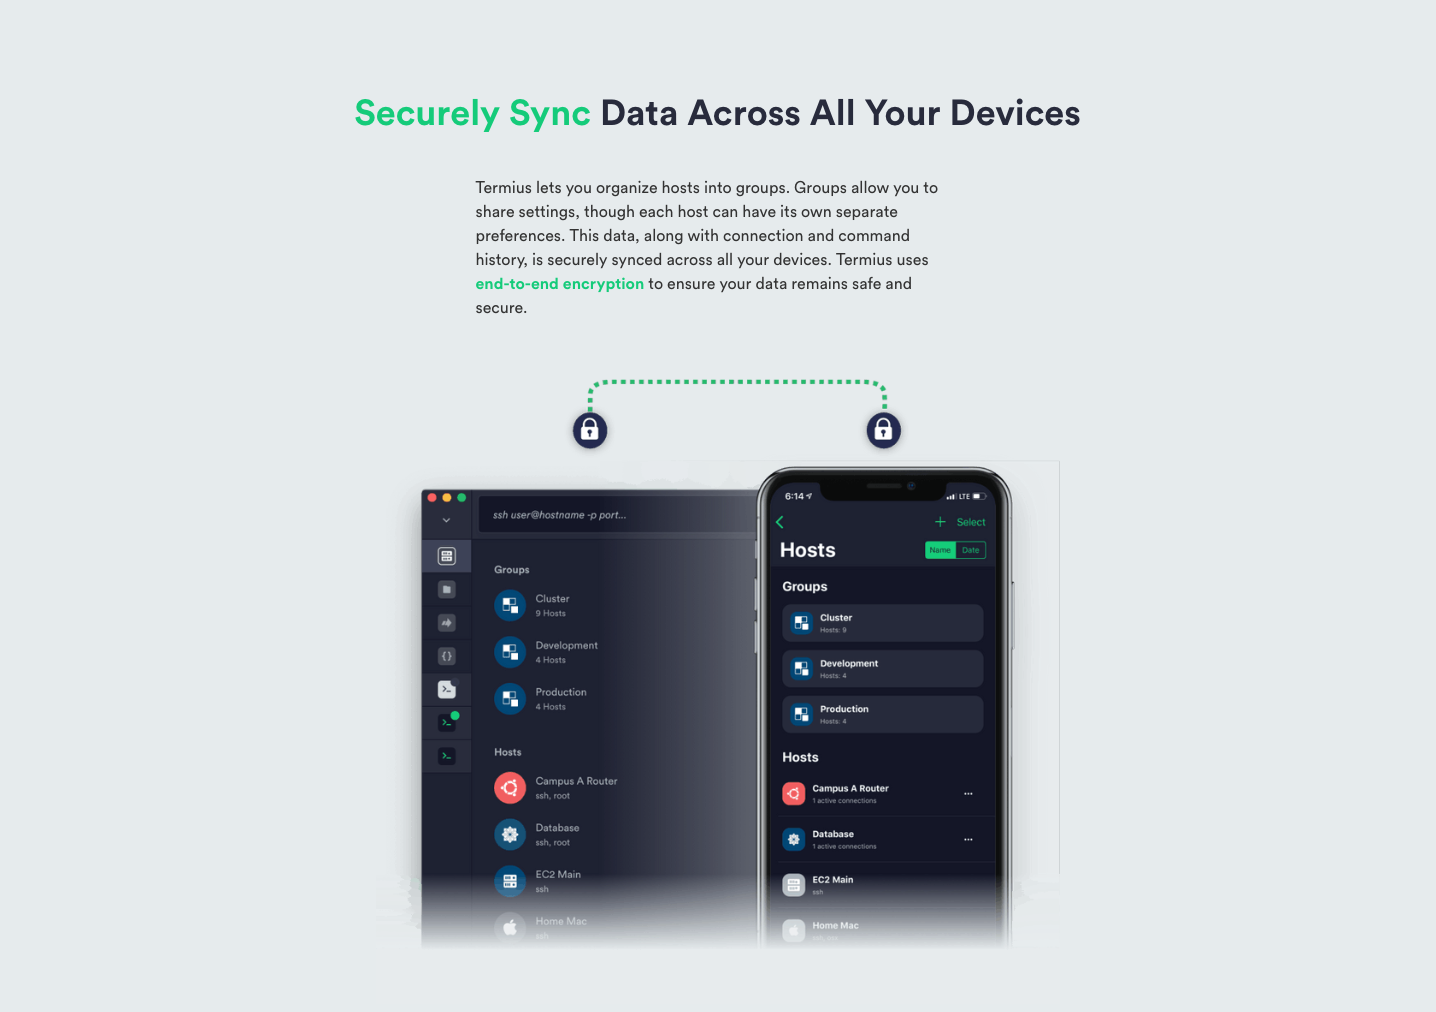 Securely Sync Data Across All Your Devices
Termius lets you organize hosts into groups. Groups allow you to
share settings, though each host can have its own separate
preferences. This data, along with connection and command
history, is securely synced across all your devices. Termius uses
end-to-end encryption to ensure your data remains safe and
secure.
ssh user@hostname -p port...
Groups
Cluster
9 Hosts
Development
4 Hosts
Production
4 Hosts
Hosts
Campus A Router
ssh, root
Database
ssh, root
EC2 Main
ssh
Home Mac
ssh
6:14 LTE
+ Select
Hosts
Name Date
Groups
Cluster
Hosts: 9
Development
Hosts: 4
Production
Hosts: 4
Hosts
Campus A Router
1 active connections
Database
1 active connections
EC2 Main
ssh
Home Mac